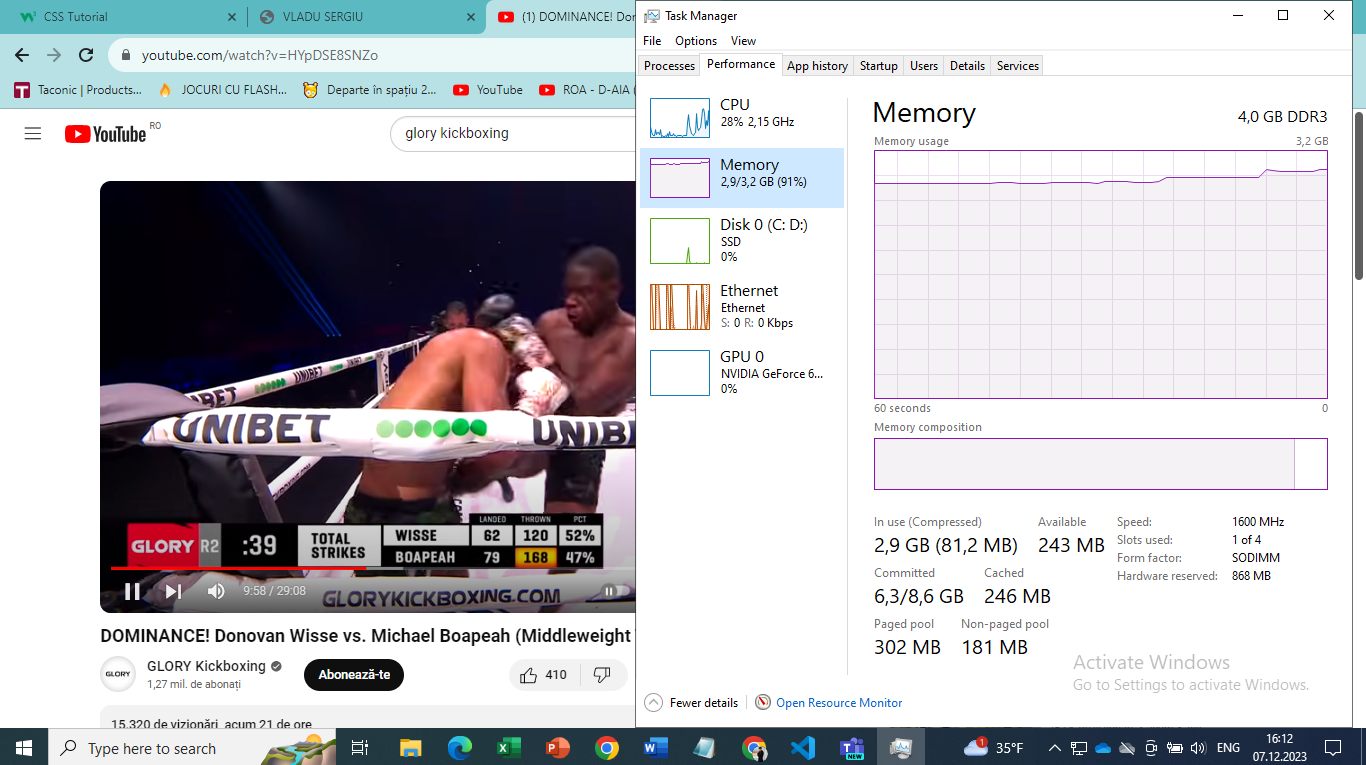 CSS Tutorial
VLADU SERGIU
(1) DOMINANCE! Don
youtube.com/watch?v=HYpDSE8SNZo
Taconic | Products...
JOCURI CU FLASH...
Departe în spațiu 2...
YouTube
ROA - D-AIA (
YouTube RO
glory kickboxing
UNIBET
UNIBET
UNIBET
UNIB
GLORY R2 :39 TOTAL STRIKES
LANDED THROWN PCT
WISSE 62 120 52%
BOAPEAH 79 168 47%
9:58 / 29:08
GLORYKICKBOXING.COM
DOMINANCE! Donovan Wisse vs. Michael Boapeah (Middleweight
GLORY
GLORY Kickboxing
1,27 mil. de abonați
Abonează-te
410
15.320 de vizionări, acum 21 de ore
Task Manager
File Options View
Processes Performance App history Startup Users Details Services
CPU
28% 2,15 GHz
Memory
2,9/3,2 GB (91%)
Disk 0 (C: D:)
SSD
0%
Ethernet
Ethernet
S: 0 R: 0 Kbps
GPU 0
NVIDIA GeForce 6...
0%
Memory 4,0 GB DDR3
Memory usage 3,2 GB
60 seconds 0
Memory composition
In use (Compressed) Available
2,9 GB (81,2 MB) 243 MB
Committed Cached
6,3/8,6 GB 246 MB
Paged pool Non-paged pool
302 MB 181 MB
Speed: 1600 MHz
Slots used: 1 of 4
Form factor: SODIMM
Hardware reserved: 868 MB
Activate Windows
Go to Settings to activate Windows.
Fewer details
Open Resource Monitor
Type here to search
NEW
1
35°F
ENG
16:12
07.12.2023